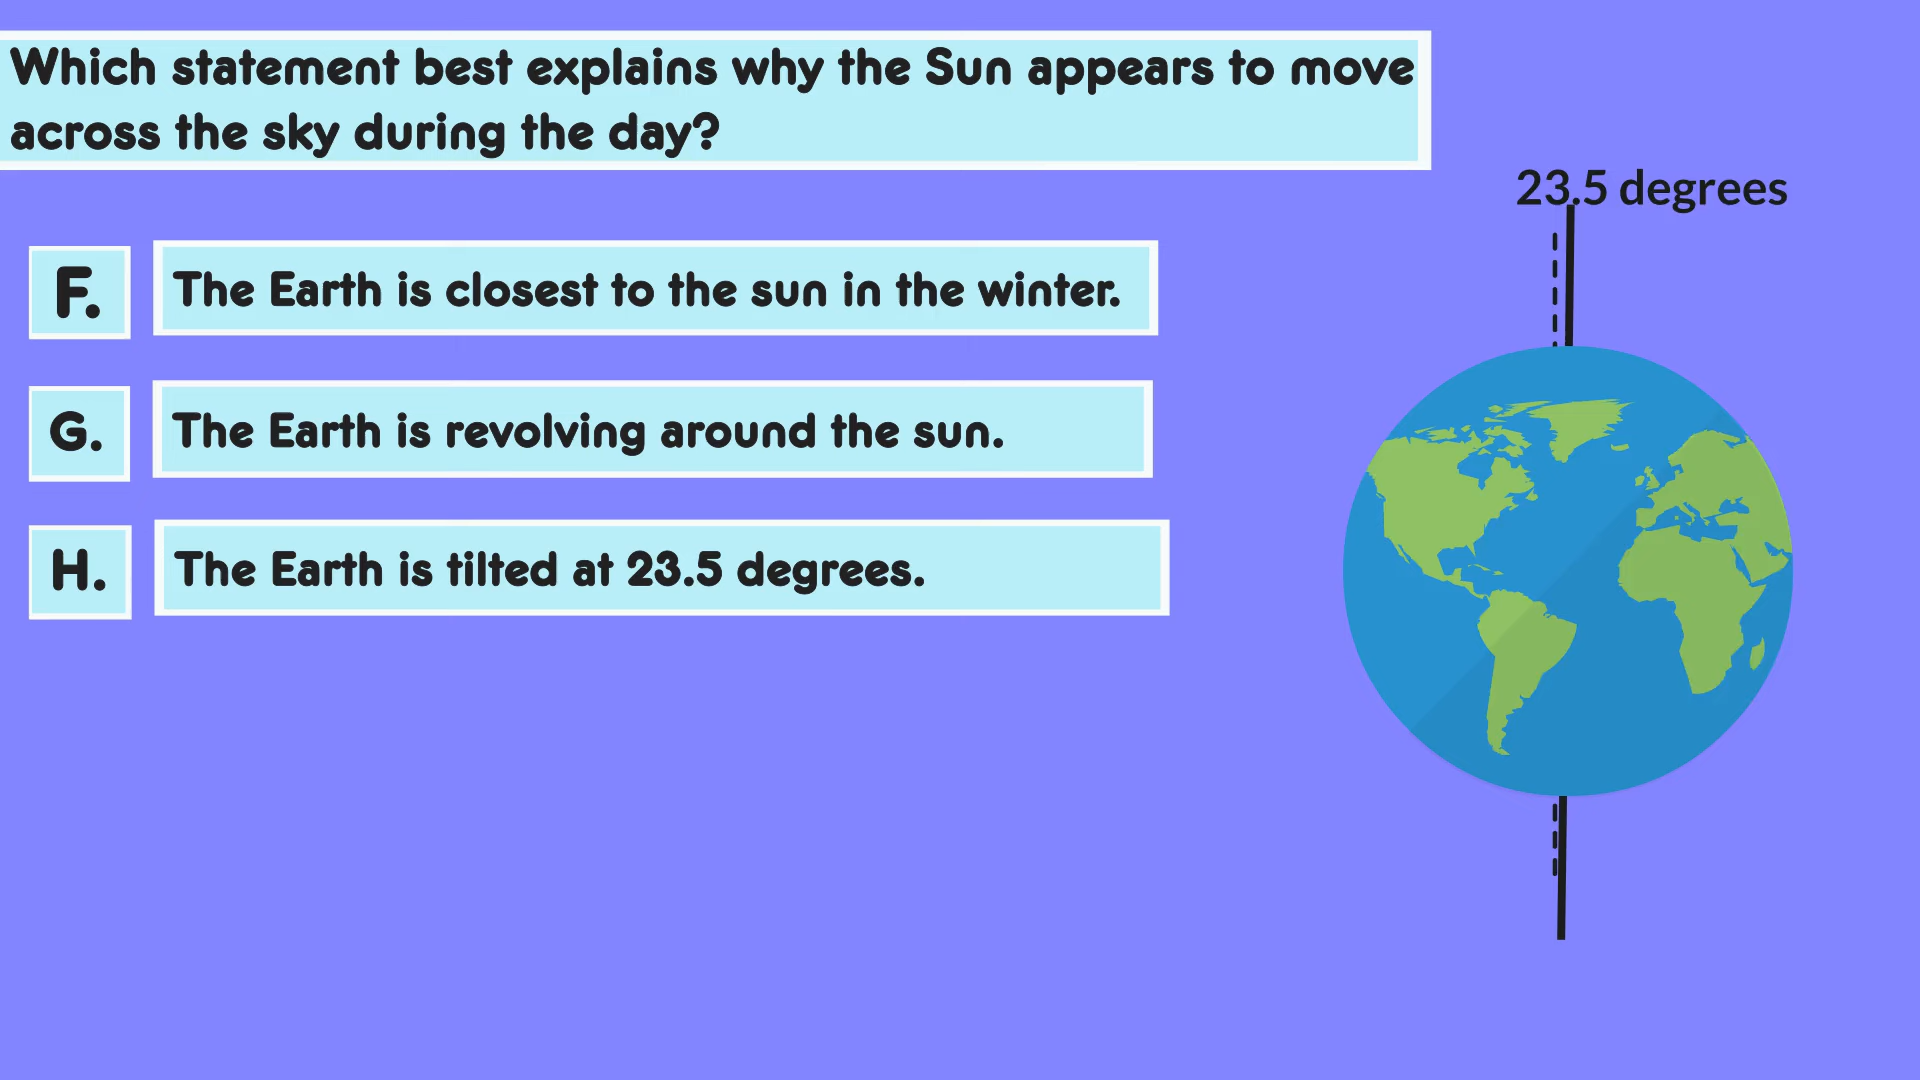 Which statement best explains why the Sun appears to move
across the sky during the day?
23.5 degrees
F.
The Earth is closest to the sun in the winter.
G.
The Earth is revolving around the sun.
H.
The Earth is tilted at 23.5 degrees.